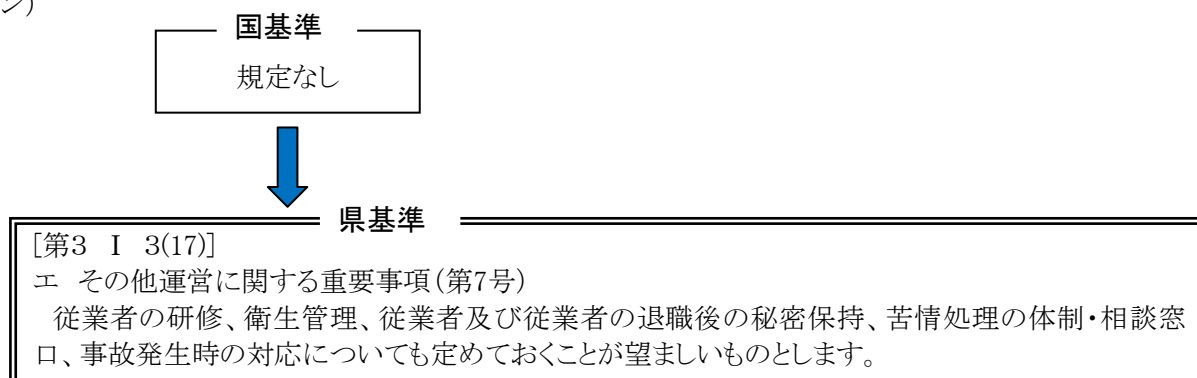 ン)
国基準
規定なし
県基準
[第3 Ⅰ 3(17)]
エ その他運営に関する重要事項(第7号)
従業者の研修、衛生管理、従業者及び従業者の退職後の秘密保持、苦情処理の体制・相談窓
口、事故発生時の対応についても定めておくことが望ましいものとします。